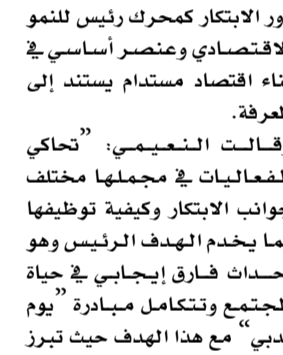 ور الابتكار كمحرك رئيس للنمو
لاقتصادي وعنصر أساسي في
ناء اقتصاد مستدام يستند إلى
لعرفة.
قالت النعيمي: ”تحاكي
لفعاليات في مجملها مختلف
جوانب الابتكار وكيفية توظيفها
ما يخدم الهدف الرئيس وهو
حداث فارق إيجابي في حياة
لجتمع وتتكامل مبادرة ”يوم
دبي“ مع هذا الهدف حيث تبرز